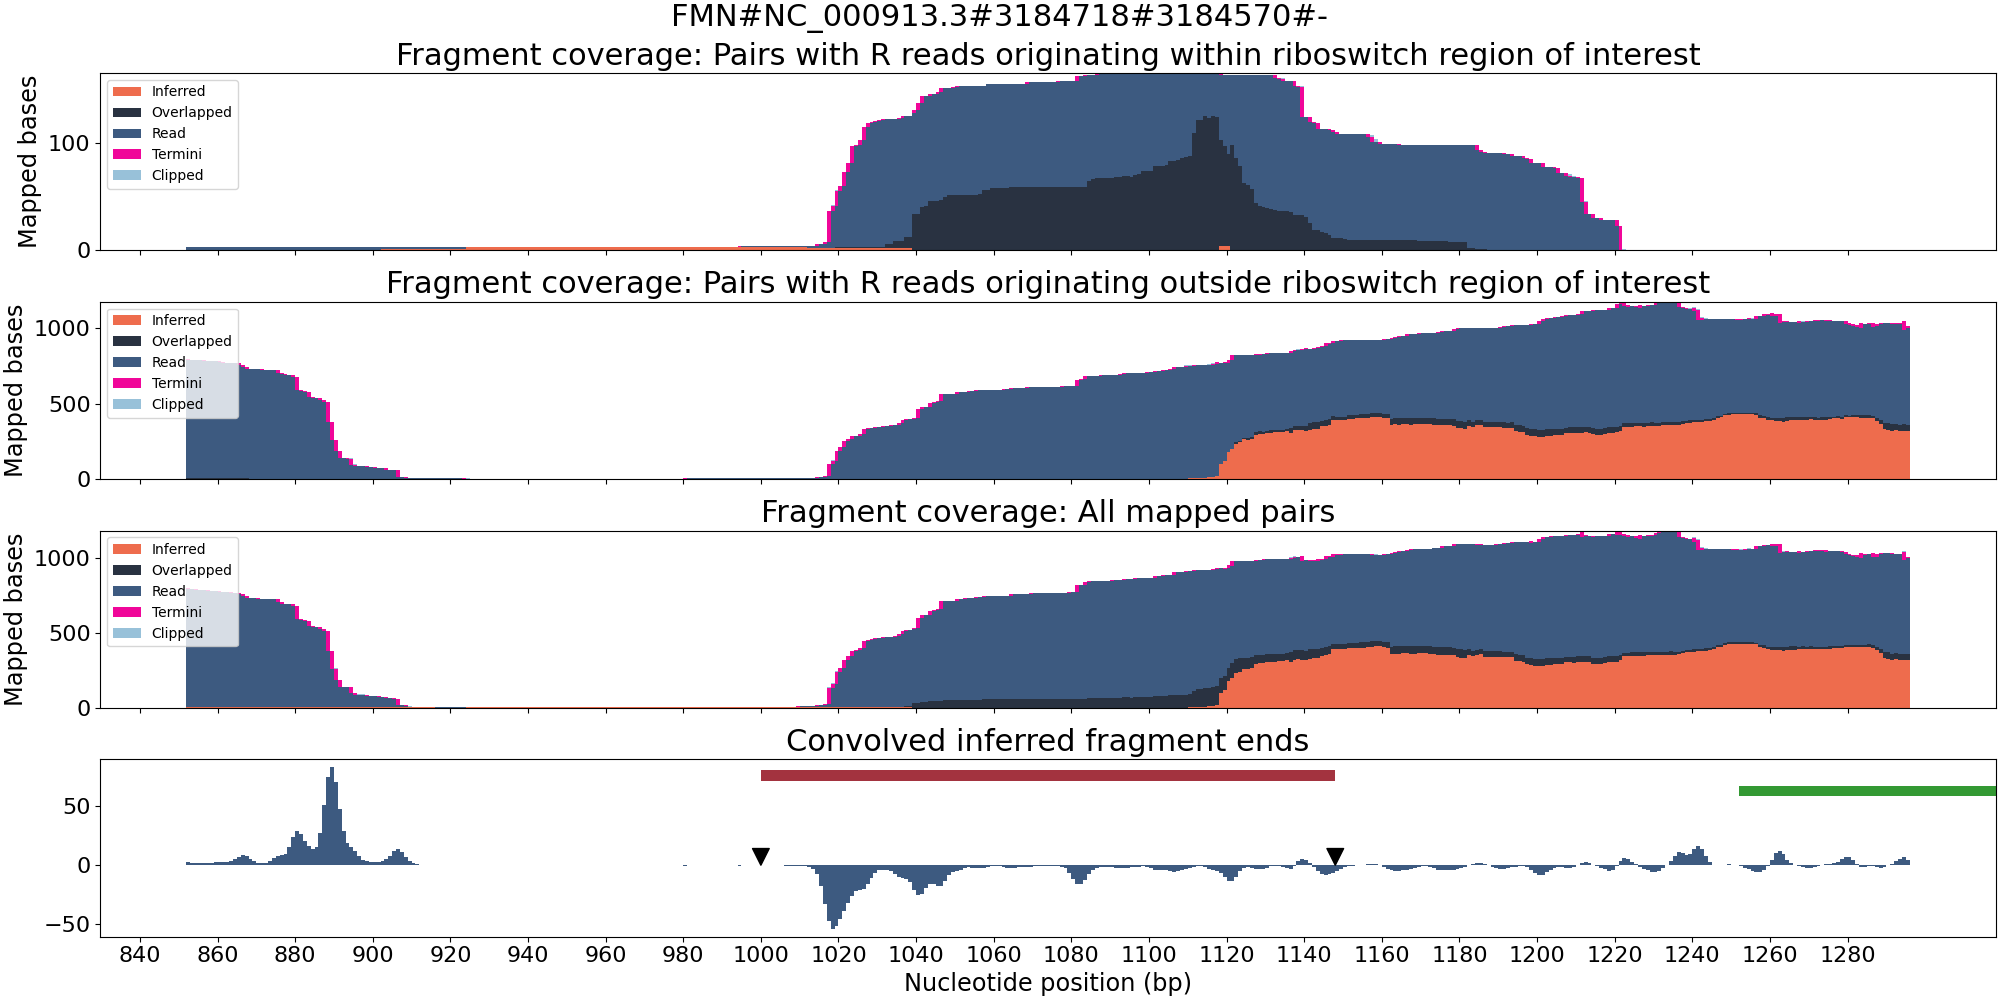 FMN#NC_000913.3#3184718#3184570#-
Fragment coverage: Pairs with R reads originating within riboswitch region of interest
Mapped bases
100
0
Inferred
Overlapped
Read
Termini
Clipped
Fragment coverage: Pairs with R reads originating outside riboswitch region of interest
Mapped bases
1000
500
0
Inferred
Overlapped
Read
Termini
Clipped
Fragment coverage: All mapped pairs
Mapped bases
1000
500
0
Inferred
Overlapped
Read
Termini
Clipped
Convolved inferred fragment ends
50
0
−50
840 860 880 900 920 940 960 980 1000 1020 1040 1060 1080 1100 1120 1140 1160 1180 1200 1220 1240 1260 1280
Nucleotide position (bp)